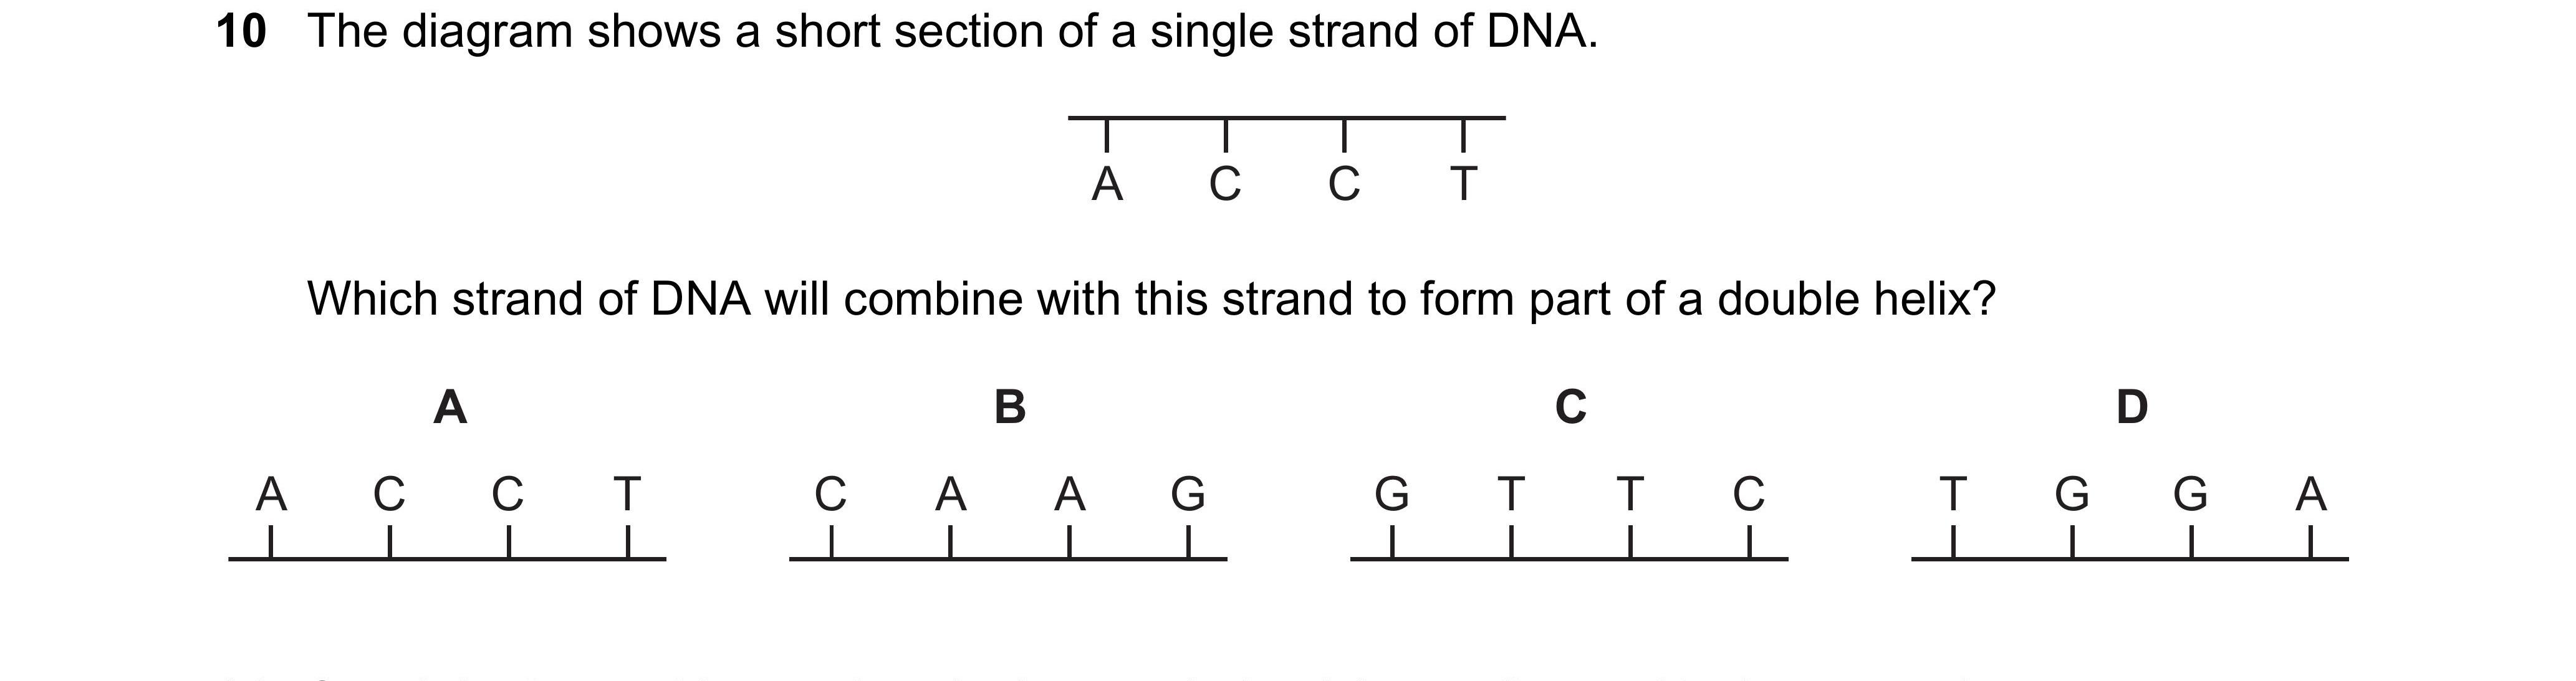 10 The diagram shows a short section of a single strand of DNA.
A C C T
Which strand of DNA will combine with this strand to form part of a double helix?
A B C D
A C C T C A A G G T T C T G G A